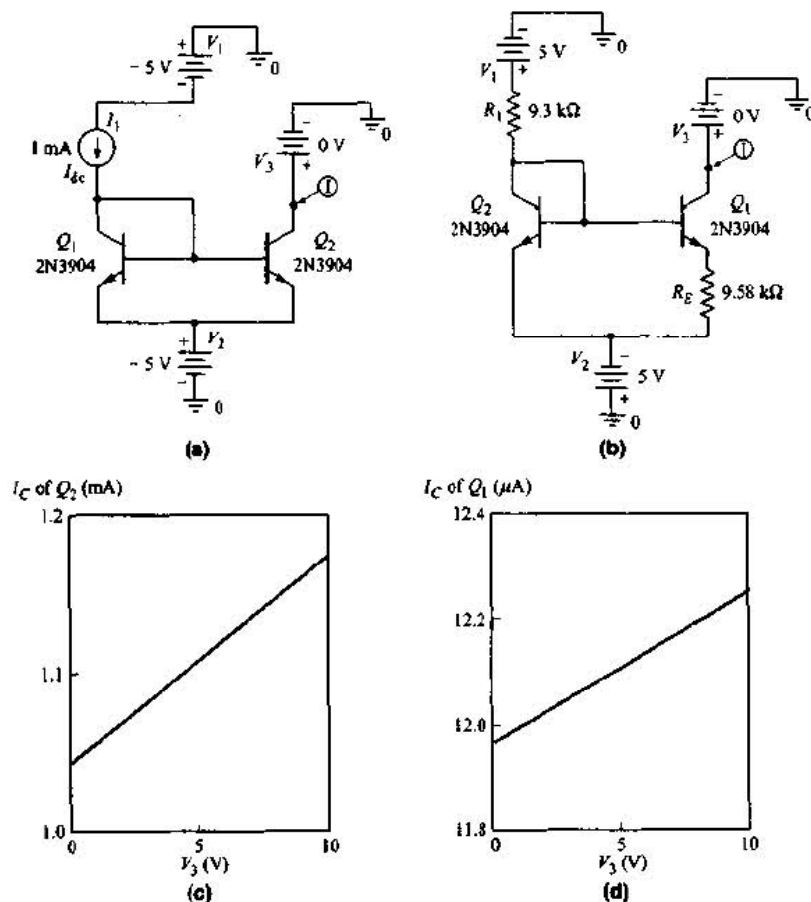 V1
− 5 V
0
I1
1 mA
Idc
0 V
V3
0
I
Q1
2N3904
Q2
2N3904
V2
− 5 V
0
(a)
5 V
V1
0
R1
9.3 kΩ
0 V
V3
0
I
Q2
2N3904
Q1
2N3904
RE
9.58 kΩ
V2
5 V
0
(b)
IC of Q2 (mA)
1.2
1.1
1.0
0
5
10
V3 (V)
(c)
IC of Q1 (μA)
12.4
12.2
12.0
11.8
0
5
10
V3 (V)
(d)